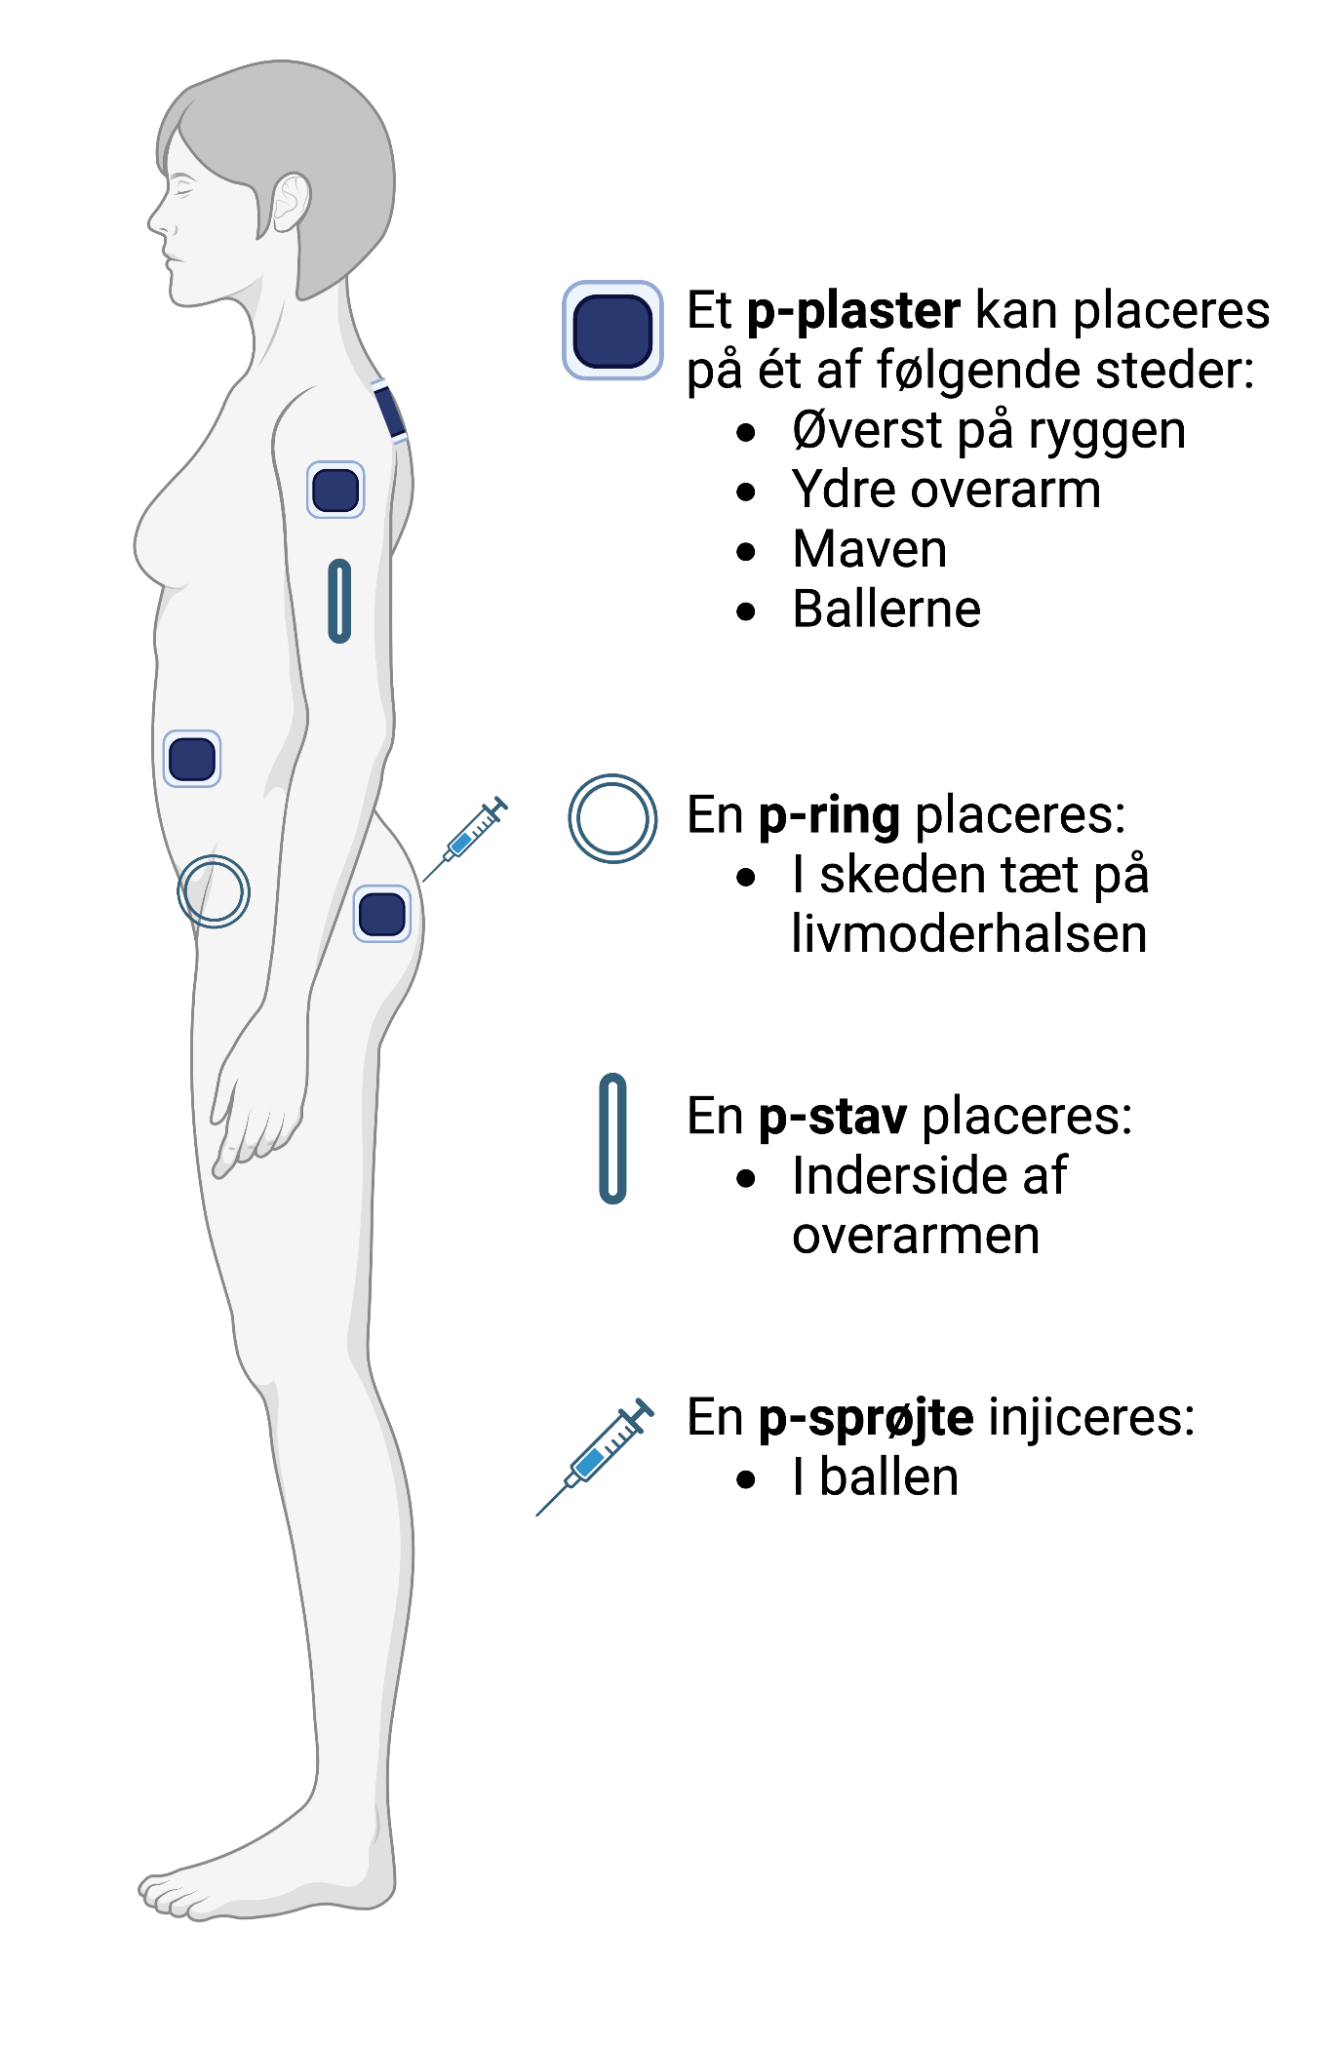 Et p-plaster kan placeres
på ét af følgende steder:
• Øverst på ryggen
• Ydre overarm
• Maven
• Ballerne
En p-ring placeres:
• I skeden tæt på
livmoderhalsen
En p-stav placeres:
• Inderside af
overarmen
En p-sprøjte injiceres:
• I ballen